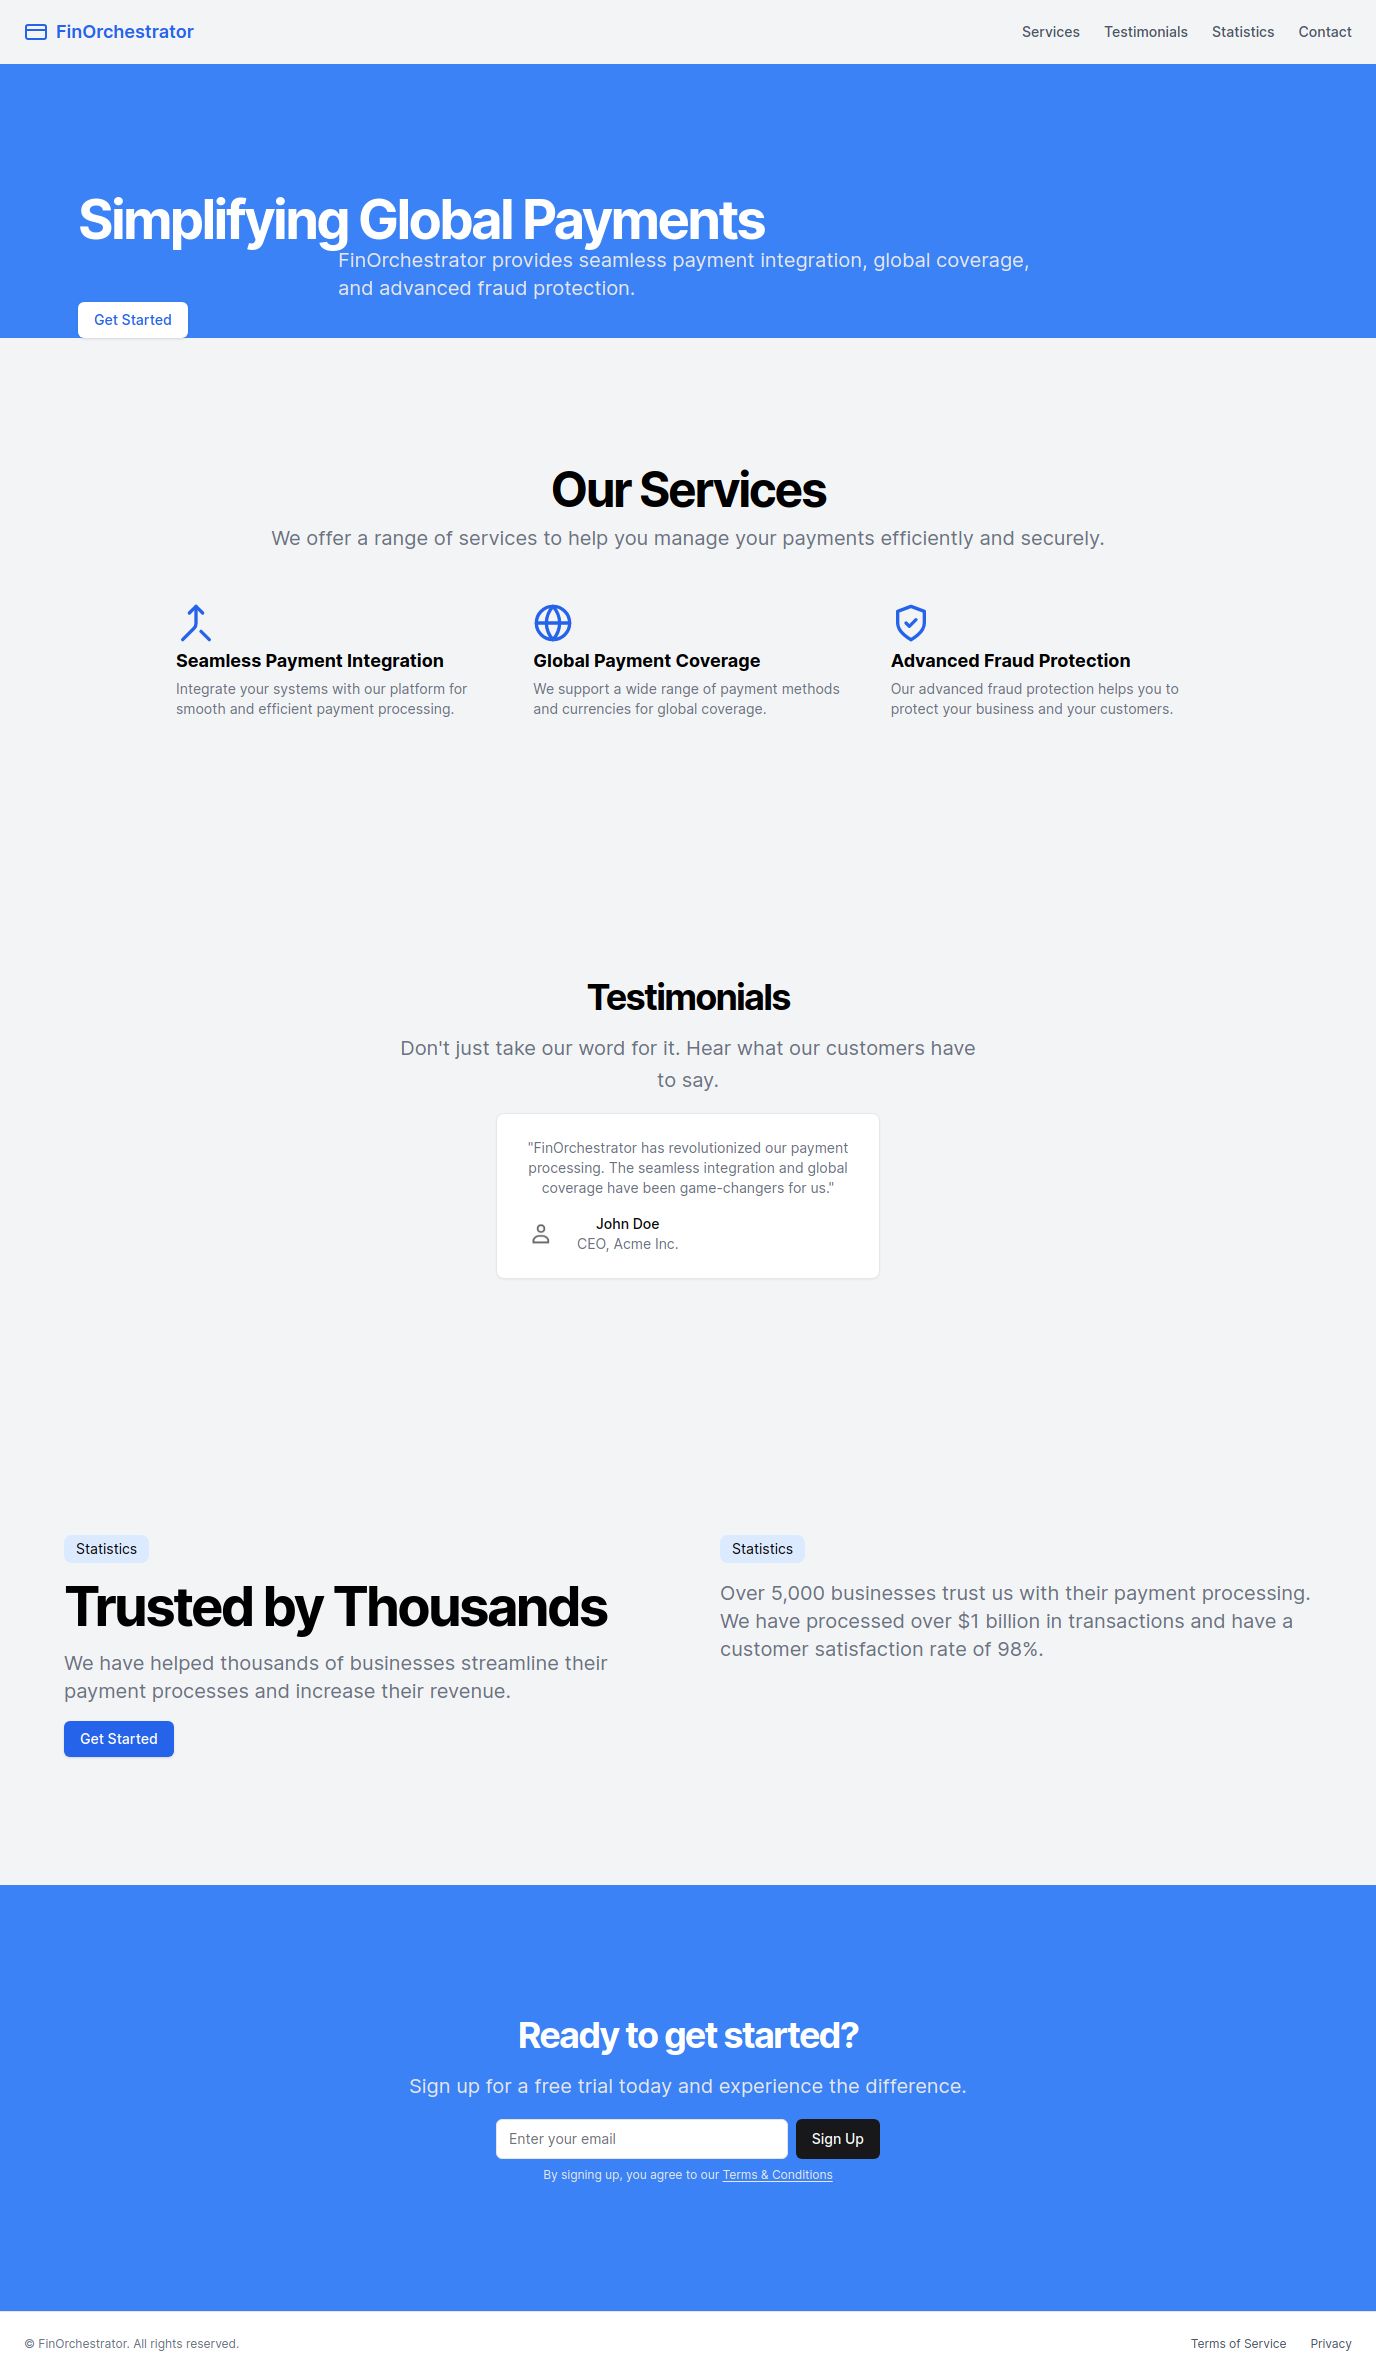 FinOrchestrator
Services Testimonials Statistics Contact
Simplifying Global Payments
FinOrchestrator provides seamless payment integration, global coverage,
and advanced fraud protection.
Get Started
Our Services
We offer a range of services to help you manage your payments efficiently and securely.
Seamless Payment Integration
Integrate your systems with our platform for
smooth and efficient payment processing.
Global Payment Coverage
We support a wide range of payment methods
and currencies for global coverage.
Advanced Fraud Protection
Our advanced fraud protection helps you to
protect your business and your customers.
Testimonials
Don't just take our word for it. Hear what our customers have
to say.
"FinOrchestrator has revolutionized our payment
processing. The seamless integration and global
coverage have been game-changers for us."
John Doe
CEO, Acme Inc.
Statistics
Trusted by Thousands
We have helped thousands of businesses streamline their
payment processes and increase their revenue.
Get Started
Statistics
Over 5,000 businesses trust us with their payment processing.
We have processed over $1 billion in transactions and have a
customer satisfaction rate of 98%.
Ready to get started?
Sign up for a free trial today and experience the difference.
Enter your email
Sign Up
By signing up, you agree to our Terms & Conditions
© FinOrchestrator. All rights reserved.
Terms of Service Privacy